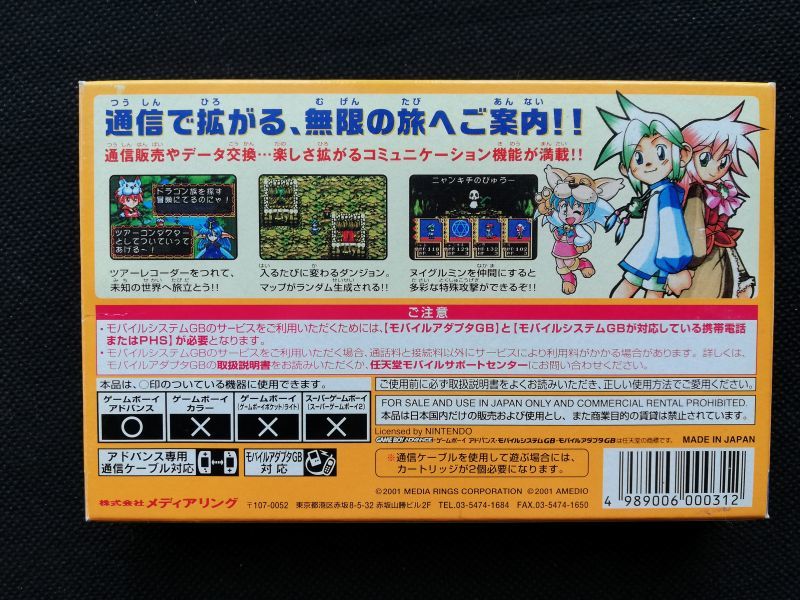 通信で拡がる、無限の旅へご案内!!
通信販売やデータ交換…楽しさ拡がるコミュニケーション機能が満載!!
ドラゴン族を探す
冒険にでるのにゃ!
ツアーコンダクター
としてついていって
あげる〜!
ニャンキチのびゅう〜
ツアーレコーダーをつれて、
未知の世界へ旅立とう!!
入るたびに変わるダンジョン。
マップがランダム生成される!!
ヌイグルミンを仲間にすると
多彩な特殊攻撃ができるぞ!!
ご注意
・モバイルシステムGBのサービスをご利用いただくためには、【モバイルアダプタGB】と【モバイルシステムGBが対応している携帯電話
またはPHS】が必要となります。
・モバイルシステムGBのサービスをご利用いただく場合、通話料と接続料以外にサービスにより利用料がかかる場合があります。詳しくは、
モバイルアダプタGBの取扱説明書をお読みいただくか、任天堂モバイルサポートセンターにお問い合わせください。
本品は、○印のついている機器に使用できます。
ゲームボーイ
アドバンス
ゲームボーイ
カラー
ゲームボーイ
(ゲームボーイポケット/ライト)
スーパーゲームボーイ
(スーパーゲームボーイ2)
○ × × ×
アドバンス専用
通信ケーブル対応
モバイルアダプタGB
対応
ご使用前に必ず取扱説明書をよくお読みいただき、正しい使用方法でご愛用ください。
FOR SALE AND USE IN JAPAN ONLY AND COMMERCIAL RENTAL PROHIBITED.
本品は日本国内だけの販売および使用とし、また商業目的の賃貸は禁止されています。
Licensed by NINTENDO
GAME BOY ADVANCE・ゲームボーイ アドバンス・モバイルシステムGB・モバイルアダプタGBは任天堂の商標です。
MADE IN JAPAN
※通信ケーブルを使用して遊ぶ場合には、
カートリッジが2個必要になります。
©2001 MEDIA RINGS CORPORATION ©2001 AMEDIO
株式会社 メディアリング
〒107-0052 東京都港区赤坂8-5-32 赤坂山勝ビル2F TEL.03-5474-1684 FAX.03-5474-1650
4 989006 000312